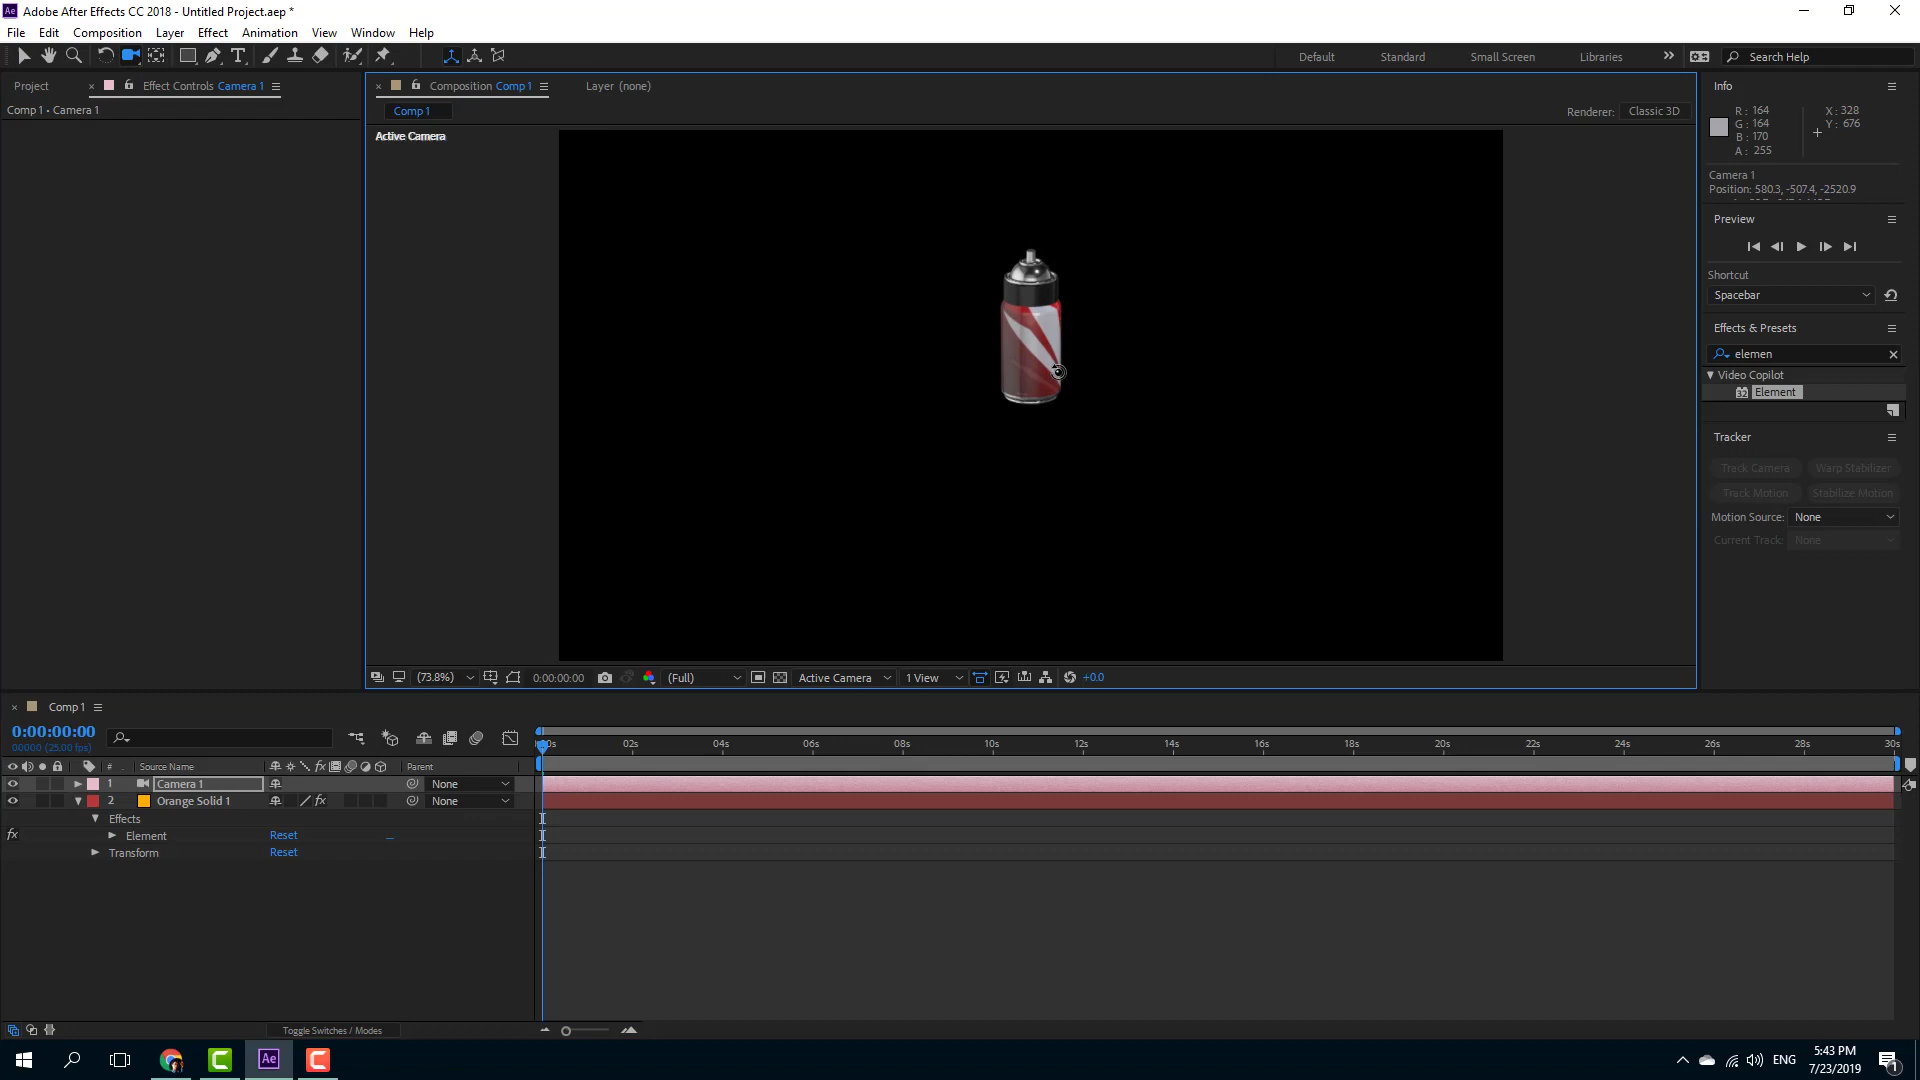 Ae Adobe After Effects CC 2018 - Untitled Project.aep *
File Edit Composition Layer Effect Animation View Window Help
Default Standard Small Screen Libraries Search Help
Project Effect Controls Camera 1
Comp 1 • Camera 1
Composition Comp 1 Layer (none)
Comp 1
Renderer: Classic 3D
Active Camera
Info
R: 164 X: 328
G: 164 Y: 676
B: 170
A: 255
Camera 1
Position: 580.3, -507.4, -2520.9
Preview
Shortcut
Spacebar
Effects & Presets
elemen
Video Copilot
32 Element
Tracker
Track Camera Warp Stabilizer
Track Motion Stabilize Motion
Motion Source: None
Current Track: None
(73.8%) 0:00:00:00 (Full) Active Camera 1 View +0.0
Comp 1
0:00:00:00
00000 (25.00 fps)
02s 04s 06s 08s 10s 12s 14s 16s 18s 20s 22s 24s 26s 28s 30s
# Source Name fx Parent
1 Camera 1 None
2 Orange Solid 1 fx None
Effects
fx Element Reset
Transform Reset
Toggle Switches / Modes
Ae
ENG 5:43 PM
7/23/2019
1